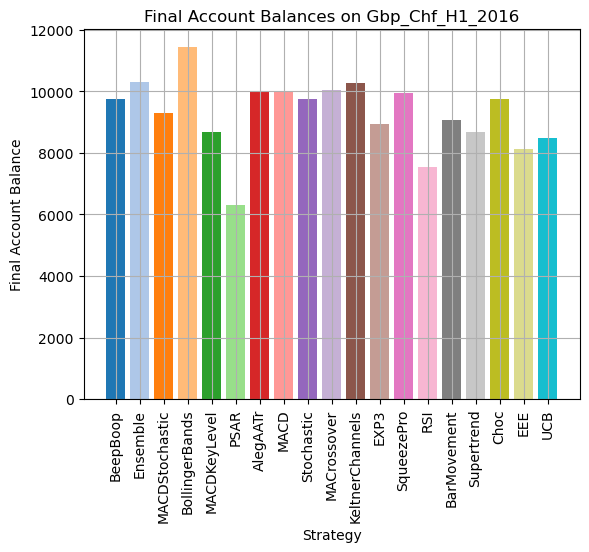 Final Account Balances on Gbp_Chf_H1_2016
Final Account Balance
12000
10000
8000
6000
4000
2000
0
BeepBoop
Ensemble
MACDStochastic
BollingerBands
MACDKeyLevel
PSAR
AlegAATr
MACD
Stochastic
MACrossover
KeltnerChannels
EXP3
SqueezePro
RSI
BarMovement
Supertrend
Choc
EEE
UCB
Strategy